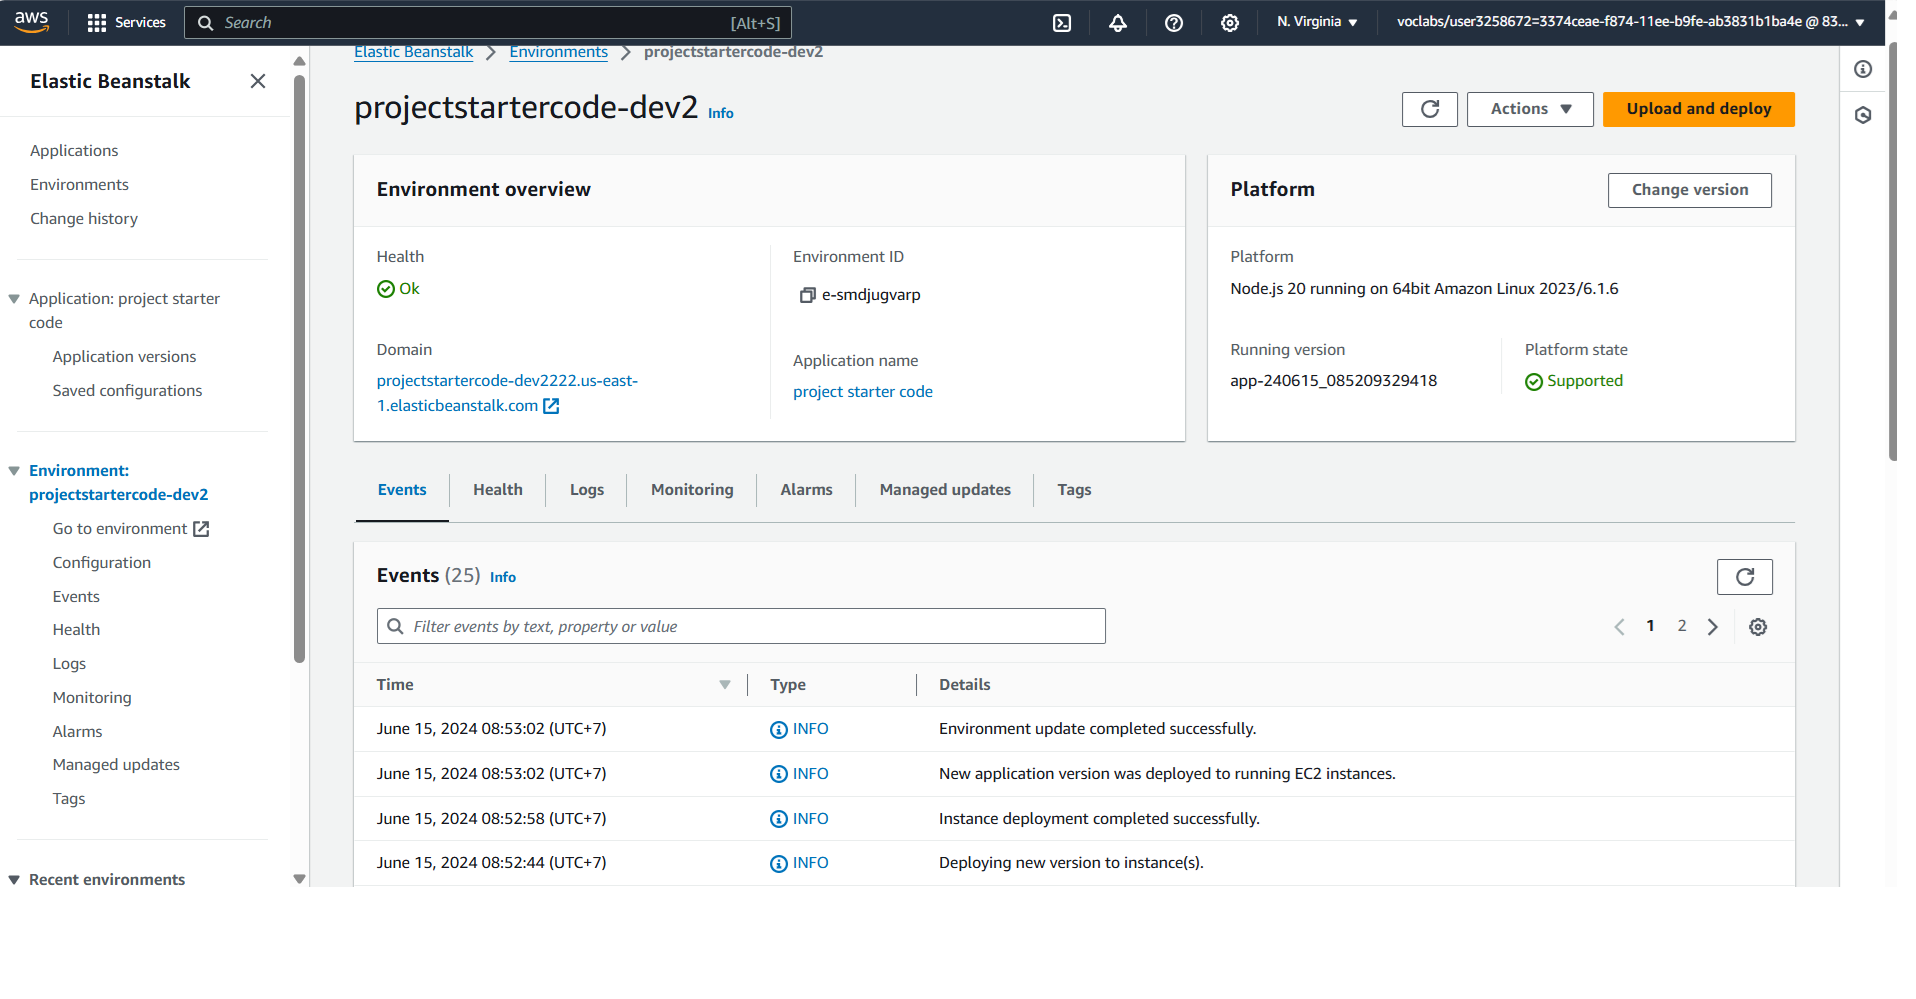 aws
Services
Search
[Alt+S]
N. Virginia
voclabs/user3258672=3374ceae-f874-11ee-b9fe-ab3831b1ba4e @ 83...
Elastic Beanstalk
Applications
Environments
Change history
Application: project starter
code
Application versions
Saved configurations
Environment:
projectstartercode-dev2
Go to environment
Configuration
Events
Health
Logs
Monitoring
Alarms
Managed updates
Tags
Recent environments
Elastic Beanstalk
Environments
projectstartercode-dev2
projectstartercode-dev2 Info
Actions
Upload and deploy
Environment overview
Health
Ok
Domain
projectstartercode-dev2222.us-east-
1.elasticbeanstalk.com
Environment ID
e-smdjugvarp
Application name
project starter code
Platform
Change version
Platform
Node.js 20 running on 64bit Amazon Linux 2023/6.1.6
Running version
app-240615_085209329418
Platform state
Supported
Events
Health
Logs
Monitoring
Alarms
Managed updates
Tags
Events (25) Info
Filter events by text, property or value
1
2
Time
Type
Details
June 15, 2024 08:53:02 (UTC+7)
INFO
Environment update completed successfully.
June 15, 2024 08:53:02 (UTC+7)
INFO
New application version was deployed to running EC2 instances.
June 15, 2024 08:52:58 (UTC+7)
INFO
Instance deployment completed successfully.
June 15, 2024 08:52:44 (UTC+7)
INFO
Deploying new version to instance(s).